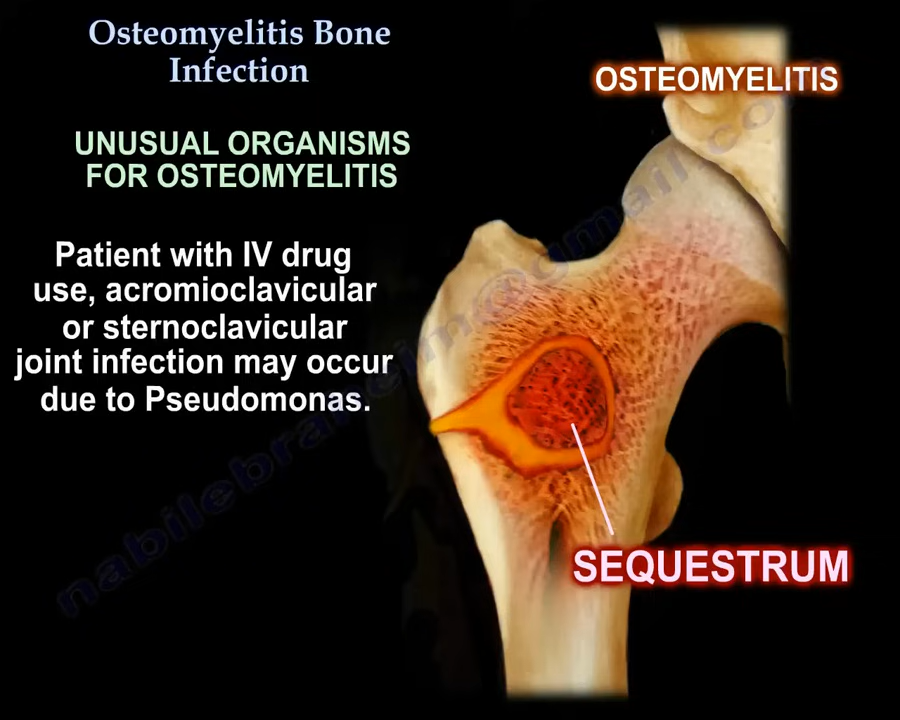 Osteomyelitis Bone
Infection
OSTEOMYELITIS
UNUSUAL ORGANISMS
FOR OSTEOMYELITIS
Patient with IV drug
use, acromioclavicular
or sternoclavicular
joint infection may occur
due to Pseudomonas.
SEQUESTRUM